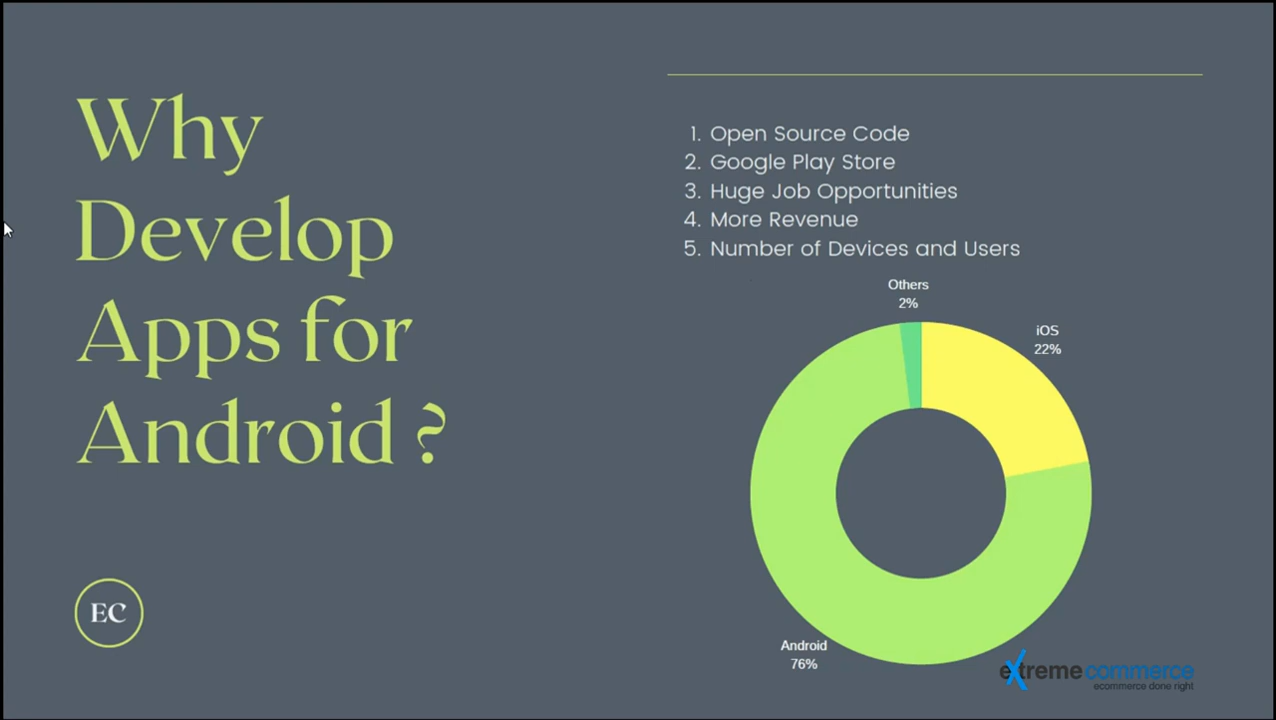 Why
Develop
Apps for
Android ?
1. Open Source Code
2. Google Play Store
3. Huge Job Opportunities
4. More Revenue
5. Number of Devices and Users
Others
2%
iOS
22%
Android
76%
EC
extreme commerce
ecommerce done right